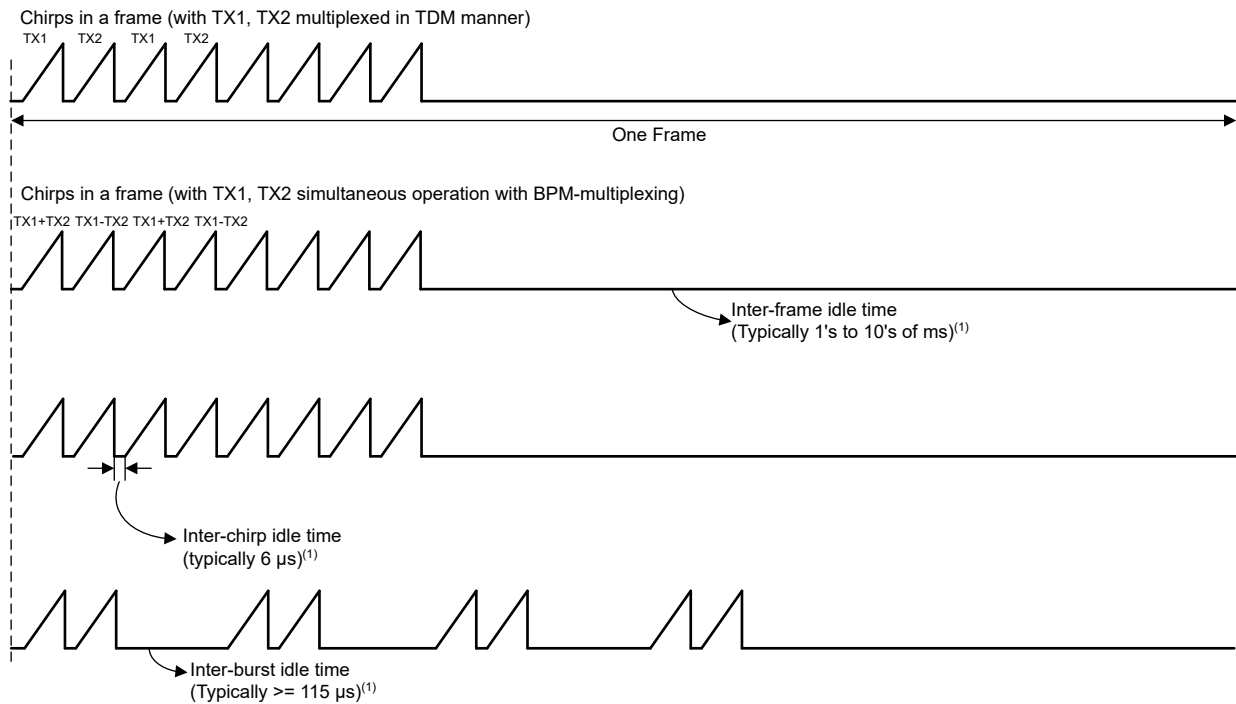 Chirps in a frame (with TX1, TX2 multiplexed in TDM manner)
TX1 TX2 TX1 TX2
One Frame
Chirps in a frame (with TX1, TX2 simultaneous operation with BPM-multiplexing)
TX1+TX2 TX1-TX2 TX1+TX2 TX1-TX2
Inter-frame idle time
(Typically 1's to 10's of ms)(1)
Inter-chirp idle time
(typically 6 µs)(1)
Inter-burst idle time
(Typically >= 115 µs)(1)